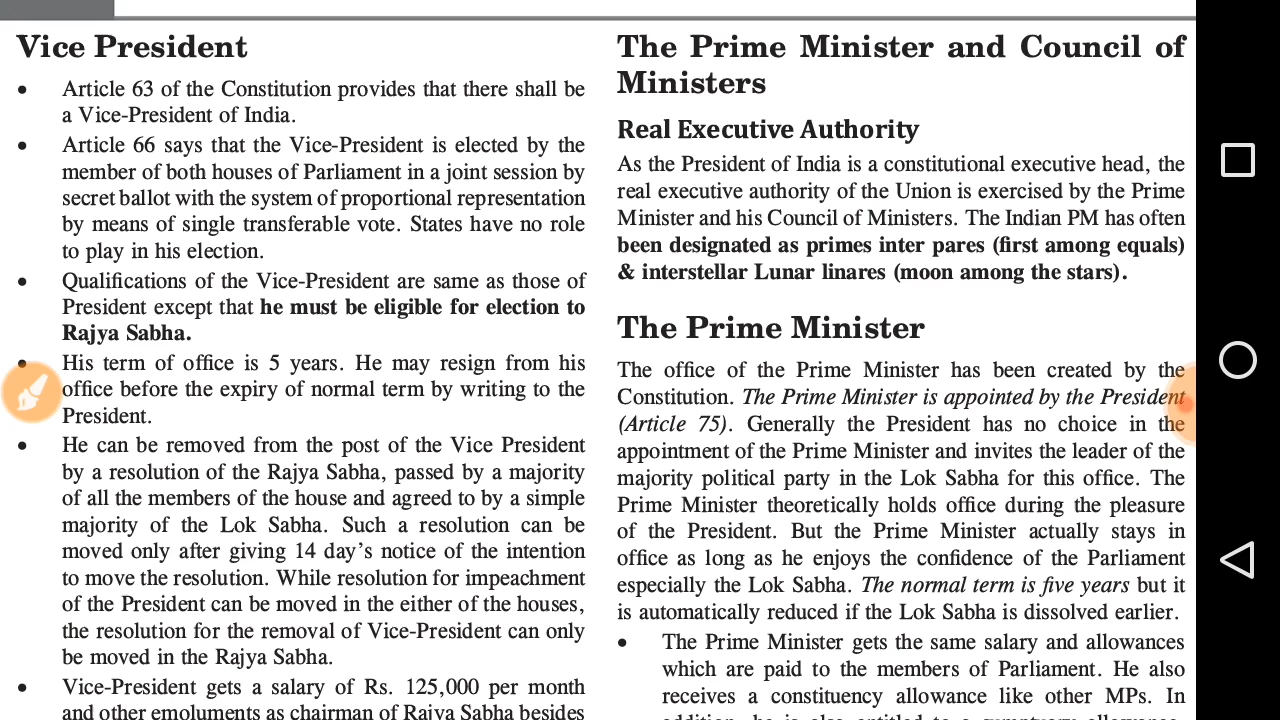 Vice President
• Article 63 of the Constitution provides that there shall be
a Vice-President of India.
• Article 66 says that the Vice-President is elected by the
member of both houses of Parliament in a joint session by
secret ballot with the system of proportional representation
by means of single transferable vote. States have no role
to play in his election.
• Qualifications of the Vice-President are same as those of
President except that he must be eligible for election to
Rajya Sabha.
• His term of office is 5 years. He may resign from his
office before the expiry of normal term by writing to the
President.
• He can be removed from the post of the Vice President
by a resolution of the Rajya Sabha, passed by a majority
of all the members of the house and agreed to by a simple
majority of the Lok Sabha. Such a resolution can be
moved only after giving 14 day's notice of the intention
to move the resolution. While resolution for impeachment
of the President can be moved in the either of the houses,
the resolution for the removal of Vice-President can only
be moved in the Rajya Sabha.
• Vice-President gets a salary of Rs. 125,000 per month
and other emoluments as chairman of Rajya Sabha besides
The Prime Minister and Council of
Ministers
Real Executive Authority
As the President of India is a constitutional executive head, the
real executive authority of the Union is exercised by the Prime
Minister and his Council of Ministers. The Indian PM has often
been designated as primes inter pares (first among equals)
& interstellar Lunar linares (moon among the stars).
The Prime Minister
The office of the Prime Minister has been created by the
Constitution. The Prime Minister is appointed by the President
(Article 75). Generally the President has no choice in the
appointment of the Prime Minister and invites the leader of the
majority political party in the Lok Sabha for this office. The
Prime Minister theoretically holds office during the pleasure
of the President. But the Prime Minister actually stays in
office as long as he enjoys the confidence of the Parliament
especially the Lok Sabha. The normal term is five years but it
is automatically reduced if the Lok Sabha is dissolved earlier.
• The Prime Minister gets the same salary and allowances
which are paid to the members of Parliament. He also
receives a constituency allowance like other MPs. In